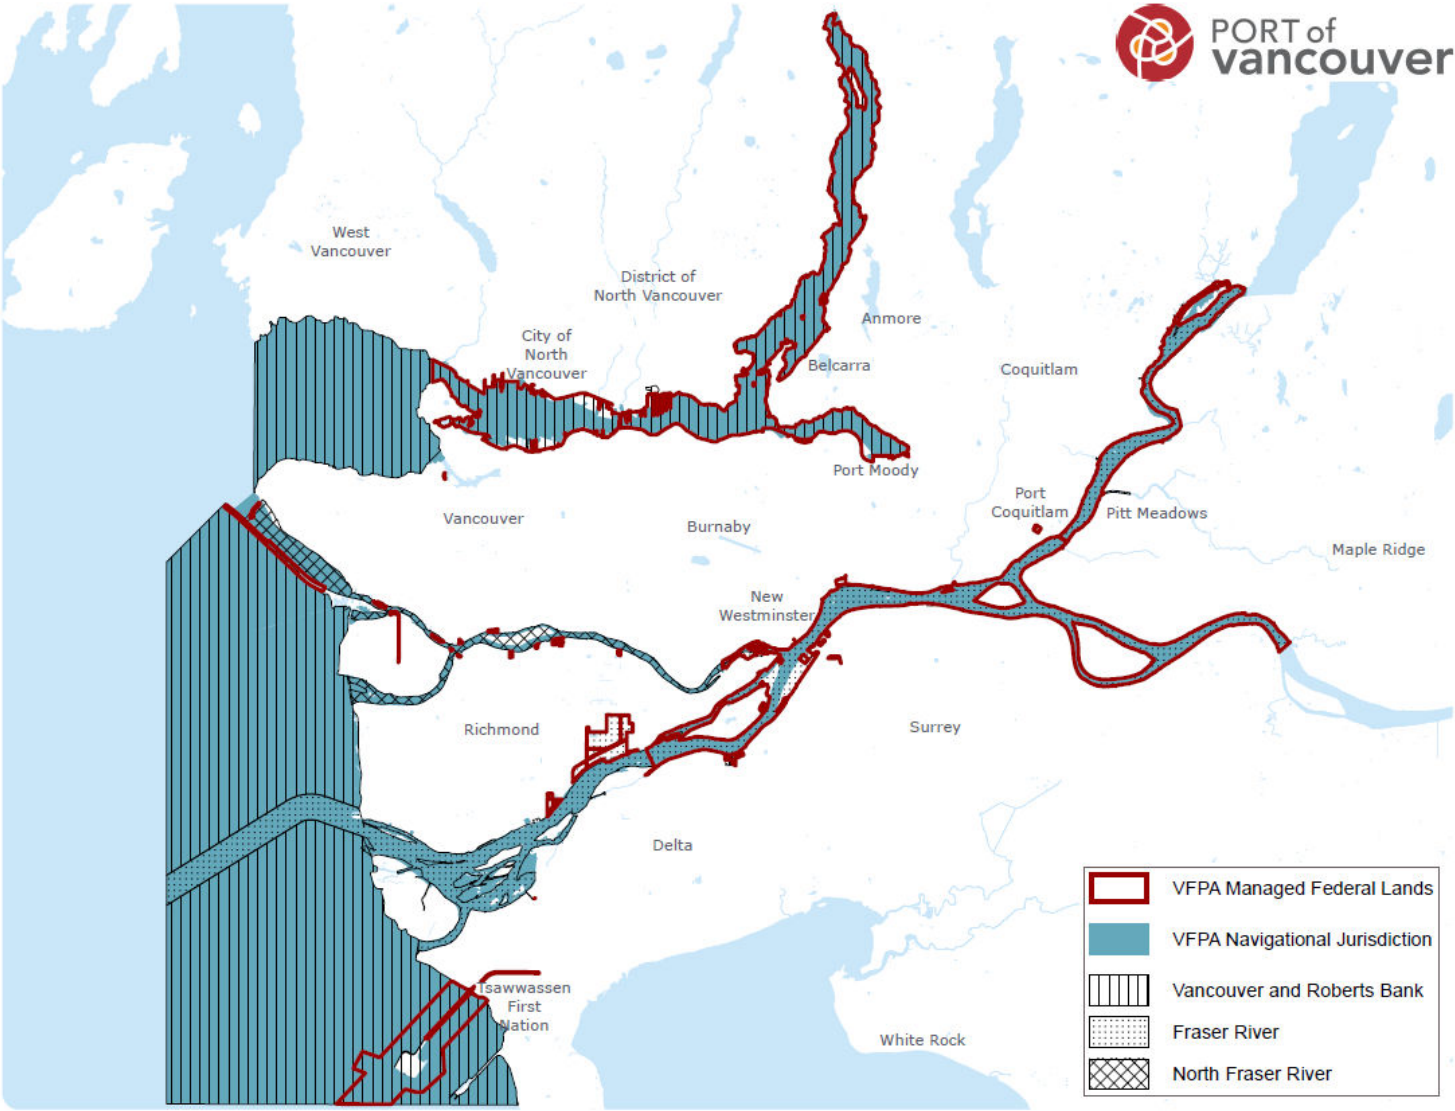 PORT of
vancouver
West
Vancouver
District of
North Vancouver
Anmore
City of
North
Vancouver
Belcarra
Coquitlam
Port Moody
Port
Coquitlam
Pitt Meadows
Vancouver
Burnaby
Maple Ridge
New
Westminster
Richmond
Surrey
Delta
Tsawwassen
First
Nation
White Rock
VFPA Managed Federal Lands
VFPA Navigational Jurisdiction
Vancouver and Roberts Bank
Fraser River
North Fraser River